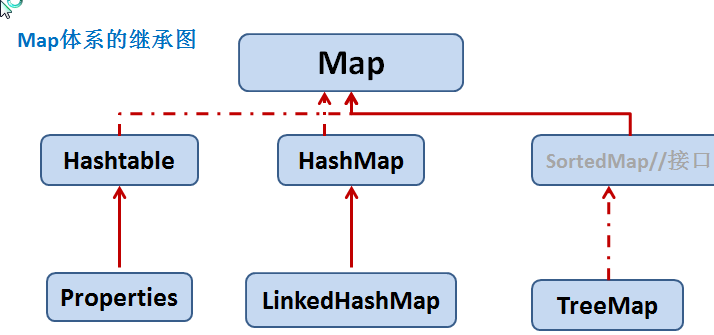 Map体系的继承图
Map
Hashtable
HashMap
SortedMap//接口
Properties
LinkedHashMap
TreeMap